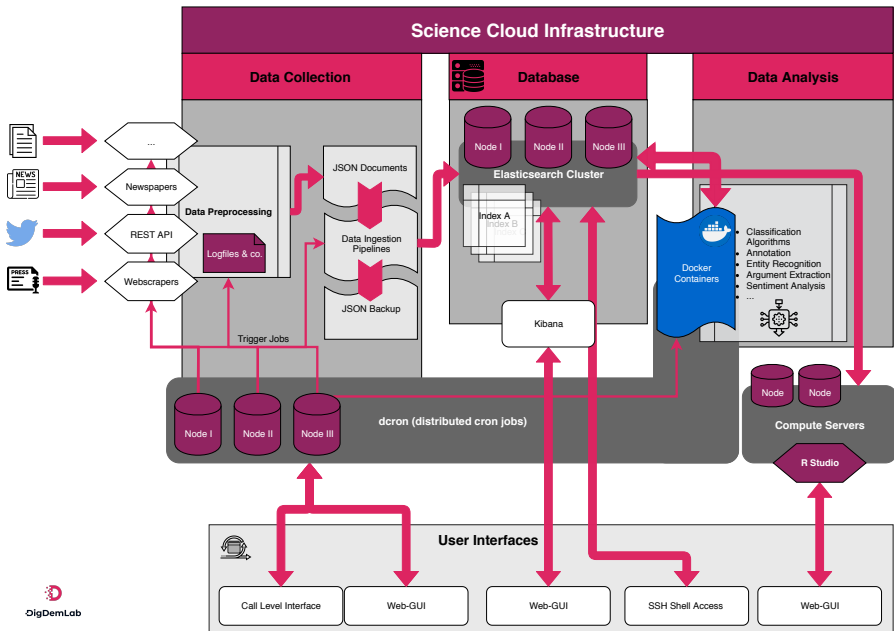 Science Cloud Infrastructure
Data Collection
Database
Data Analysis
...
Newspapers
REST API
Webscrapers
NEWS
PRESS
Data Preprocessing
Logfiles & co.
JSON Documents
Data Ingestion
Pipelines
JSON Backup
Trigger Jobs
Node I
Node II
Node III
Elasticsearch Cluster
Index A
Index B
Kibana
Docker
Containers
• Classification
Algorithms
• Annotation
• Entity Recognition
• Argument Extraction
• Sentiment Analysis
• ...
Node I
Node II
Node III
dcron (distributed cron jobs)
Node
Node
Compute Servers
R Studio
User Interfaces
Call Level Interface
Web-GUI
Web-GUI
SSH Shell Access
Web-GUI
DigDemLab